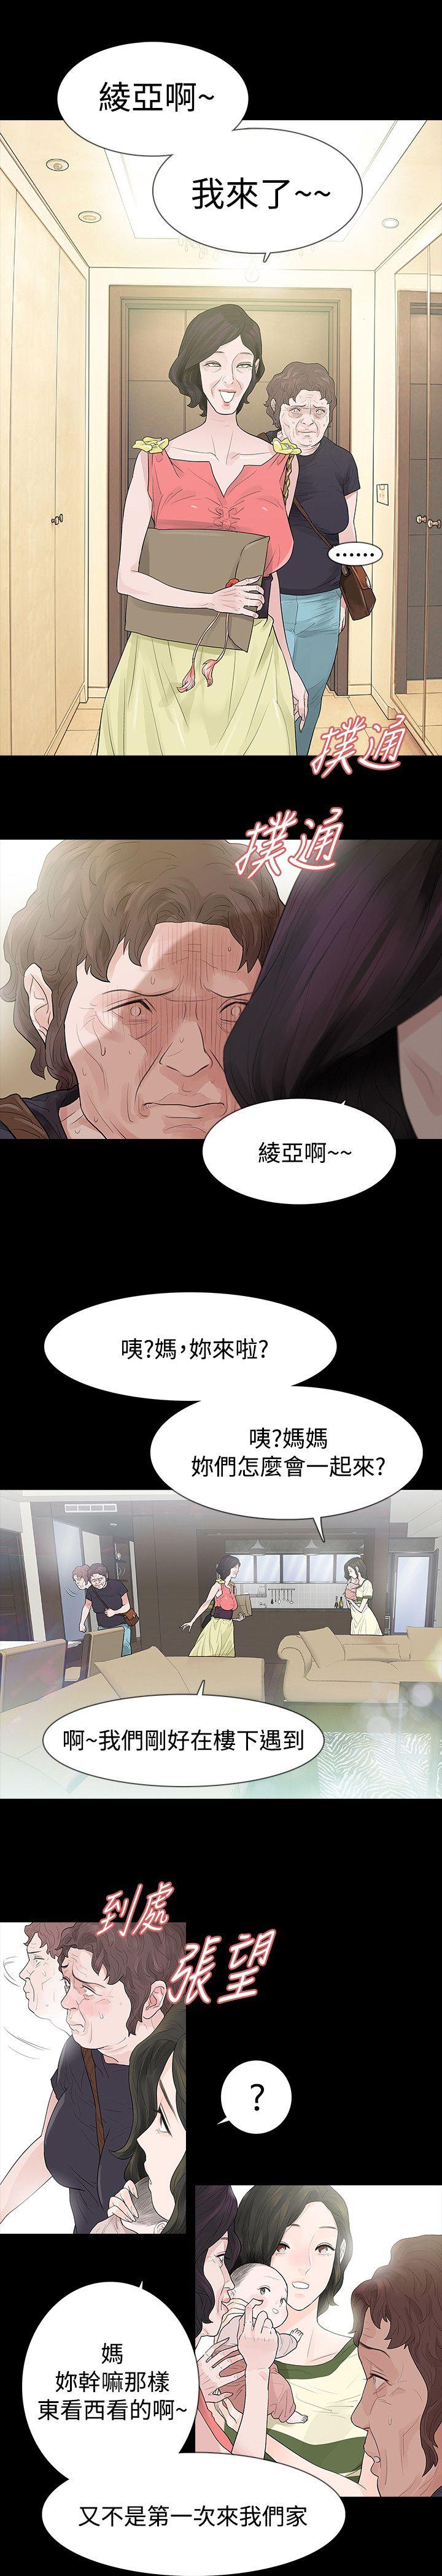 綾亞啊~
我來了~~
......
撲通
撲通
綾亞啊~~
咦?媽,妳來啦?
咦?媽媽
妳們怎麼會一起來?
啊~我們剛好在樓下遇到
到處
張望
?
媽
妳幹嘛那樣
東看西看的啊~
又不是第一次來我們家